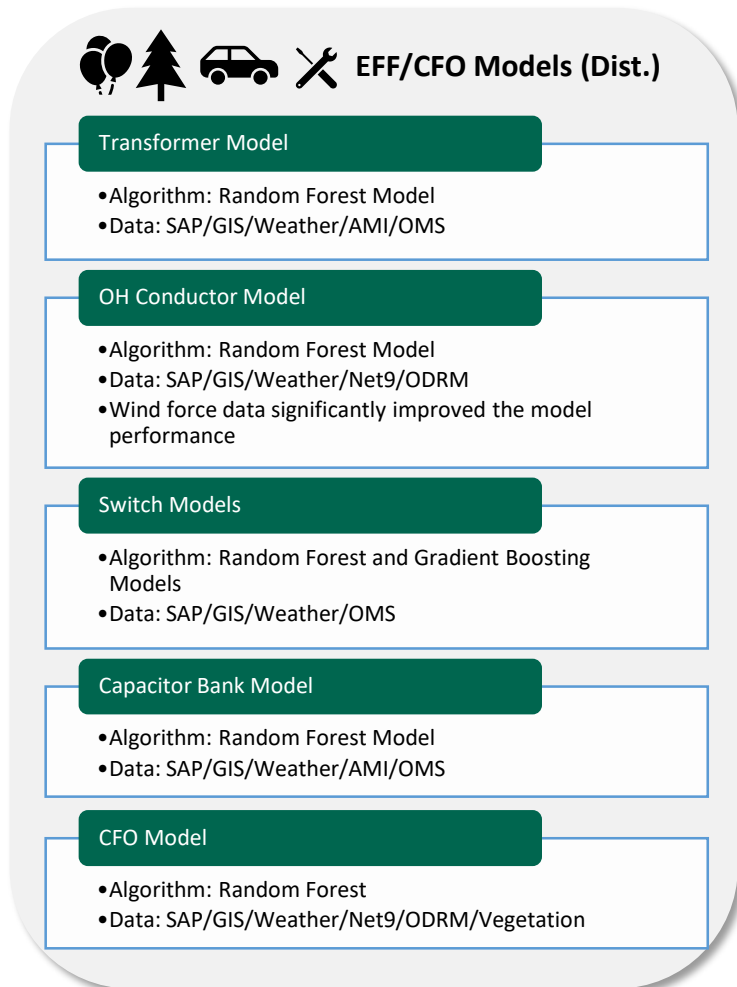 EFF/CFO Models (Dist.)
Transformer Model
•Algorithm: Random Forest Model
•Data: SAP/GIS/Weather/AMI/OMS
OH Conductor Model
•Algorithm: Random Forest Model
•Data: SAP/GIS/Weather/Net9/ODRM
•Wind force data significantly improved the model
performance
Switch Models
•Algorithm: Random Forest and Gradient Boosting
Models
•Data: SAP/GIS/Weather/OMS
Capacitor Bank Model
•Algorithm: Random Forest Model
•Data: SAP/GIS/Weather/AMI/OMS
CFO Model
•Algorithm: Random Forest
•Data: SAP/GIS/Weather/Net9/ODRM/Vegetation